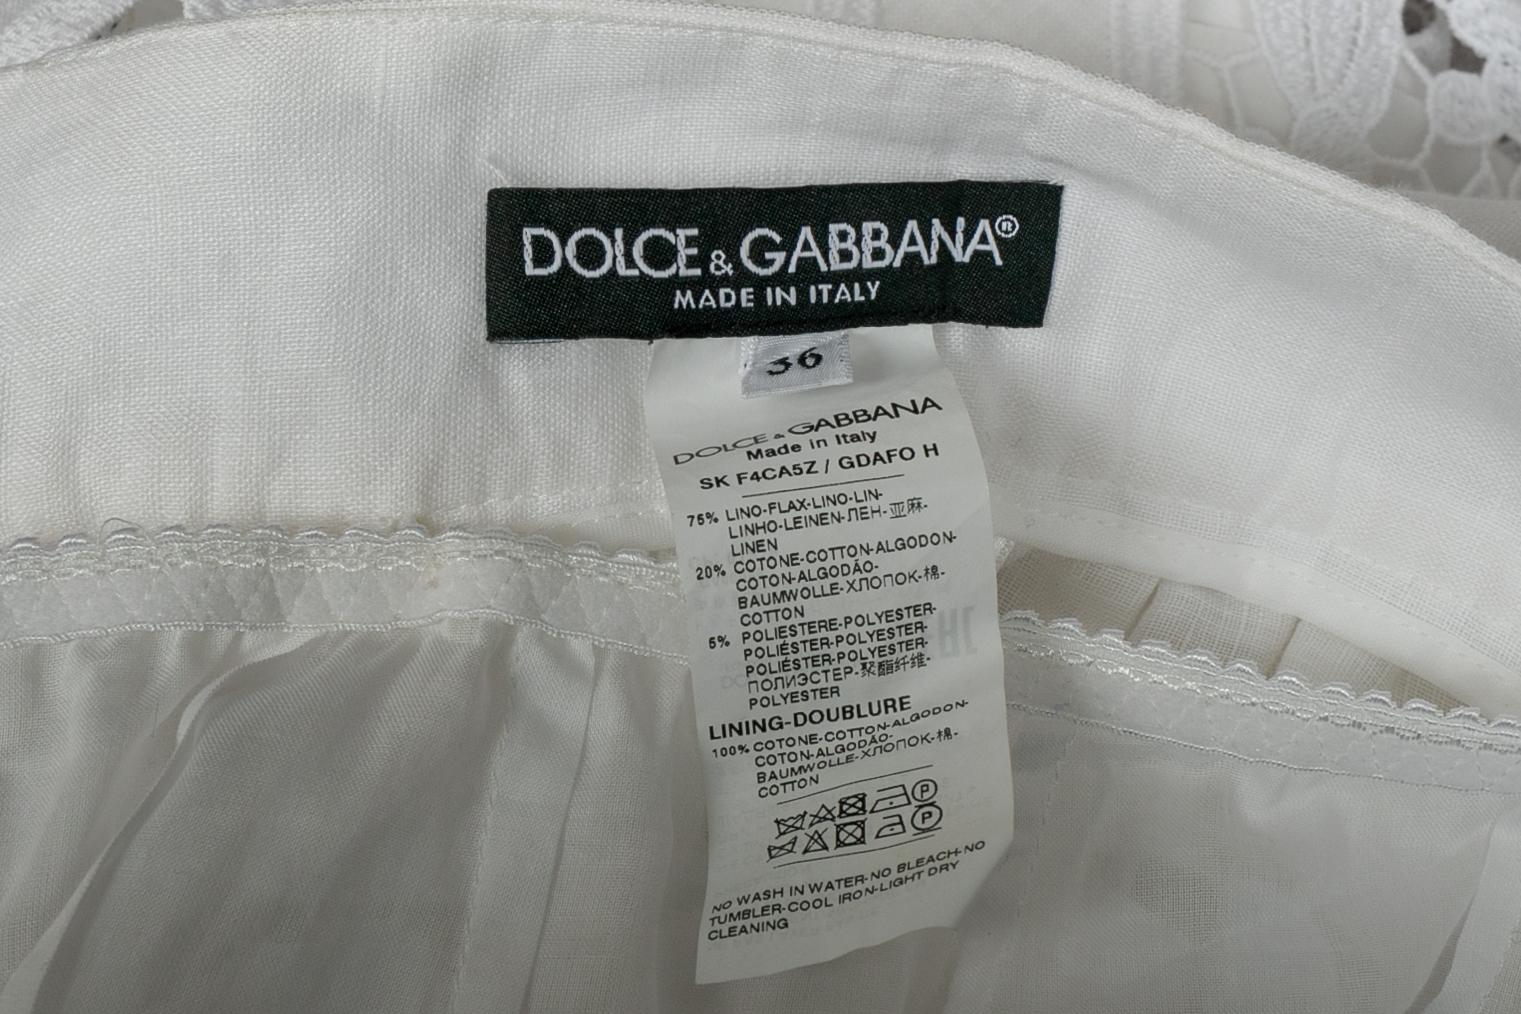 DOLCE & GABBANA®
MADE IN ITALY
36
DOLCE & GABBANA
Made in Italy
SK F4CA5Z / GDAFO H
75% LINO-FLAX-LINO-LIN-
LINHO-LEINEN-ЛЕН-亚麻-
LINEN
20% COTONE-COTTON-ALGODON-
COTON-ALGODÃO-
BAUMWOLLE-ХЛОПОК-棉-
COTTON
5% POLIESTERE-POLYESTER-
POLIÉSTER-POLYESTER-
POLIÉSTER-POLYESTER-
ПОЛИЭСТЕР-聚酯纤维-
POLYESTER
LINING-DOUBLURE
100% COTONE-COTTON-ALGODON-
COTON-ALGODÃO-
BAUMWOLLE-ХЛОПОК-棉-
COTTON
P
P
NO WASH IN WATER-NO BLEACH-NO
TUMBLER-COOL IRON-LIGHT DRY
CLEANING